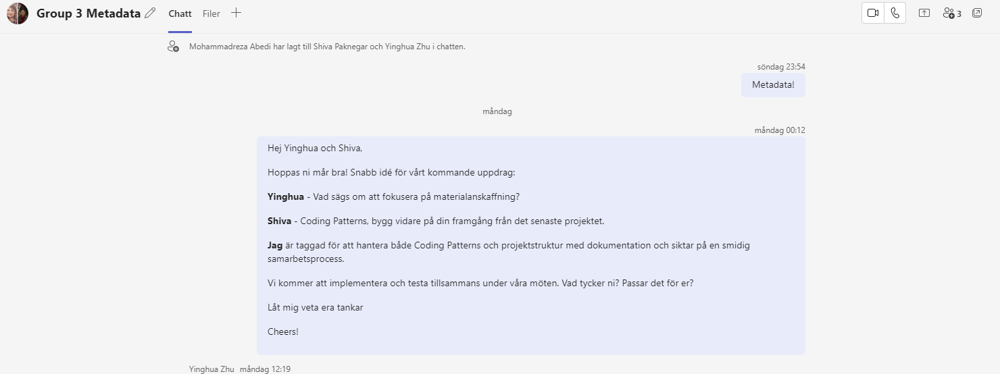 Group 3 Metadata Chatt Filer 3
Mohammadreza Abedi har lagt till Shiva Paknegar och Yinghua Zhu i chatten.
söndag 23:54
Metadata!
måndag
måndag 00:12
Hej Yinghua och Shiva,
Hoppas ni mår bra! Snabb idé för vårt kommande uppdrag:
Yinghua - Vad sägs om att fokusera på materialanskaffning?
Shiva - Coding Patterns, bygg vidare på din framgång från det senaste projektet.
Jag är taggad för att hantera både Coding Patterns och projektstruktur med dokumentation och siktar på en smidig
samarbetsprocess.
Vi kommer att implementera och testa tillsammans under våra möten. Vad tycker ni? Passar det för er?
Låt mig veta era tankar
Cheers!
Yinghua Zhu måndag 12:19